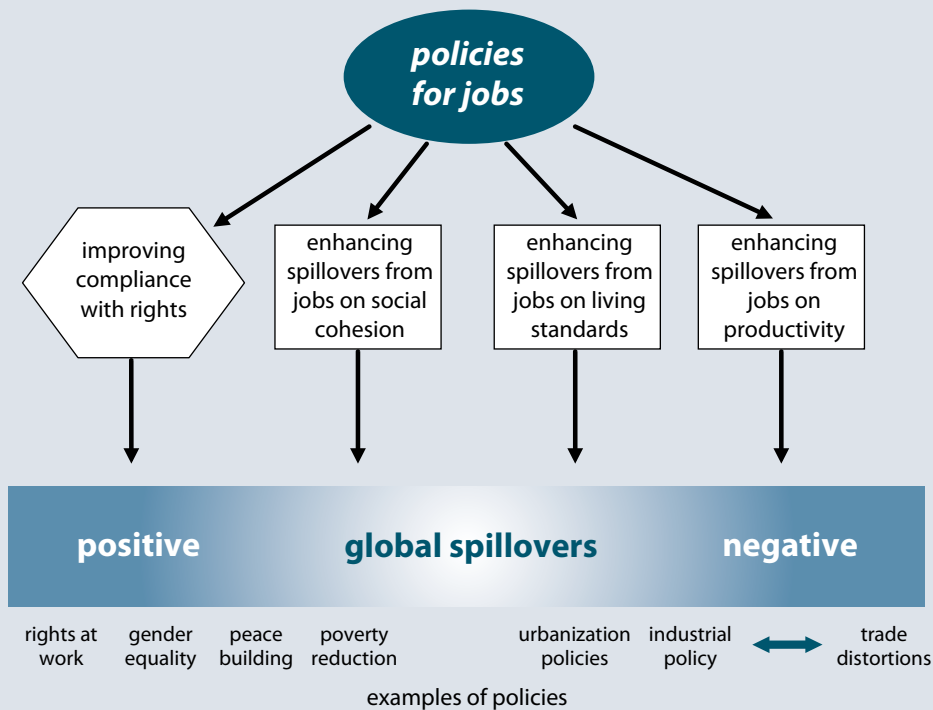 policies
for jobs
improving
compliance
with rights
enhancing
spillovers from
jobs on social
cohesion
enhancing
spillovers from
jobs on living
standards
enhancing
spillovers from
jobs on
productivity
positive
global spillovers
negative
rights at
work
gender
equality
peace
building
poverty
reduction
urbanization
policies
industrial
policy
trade
distortions
examples of policies